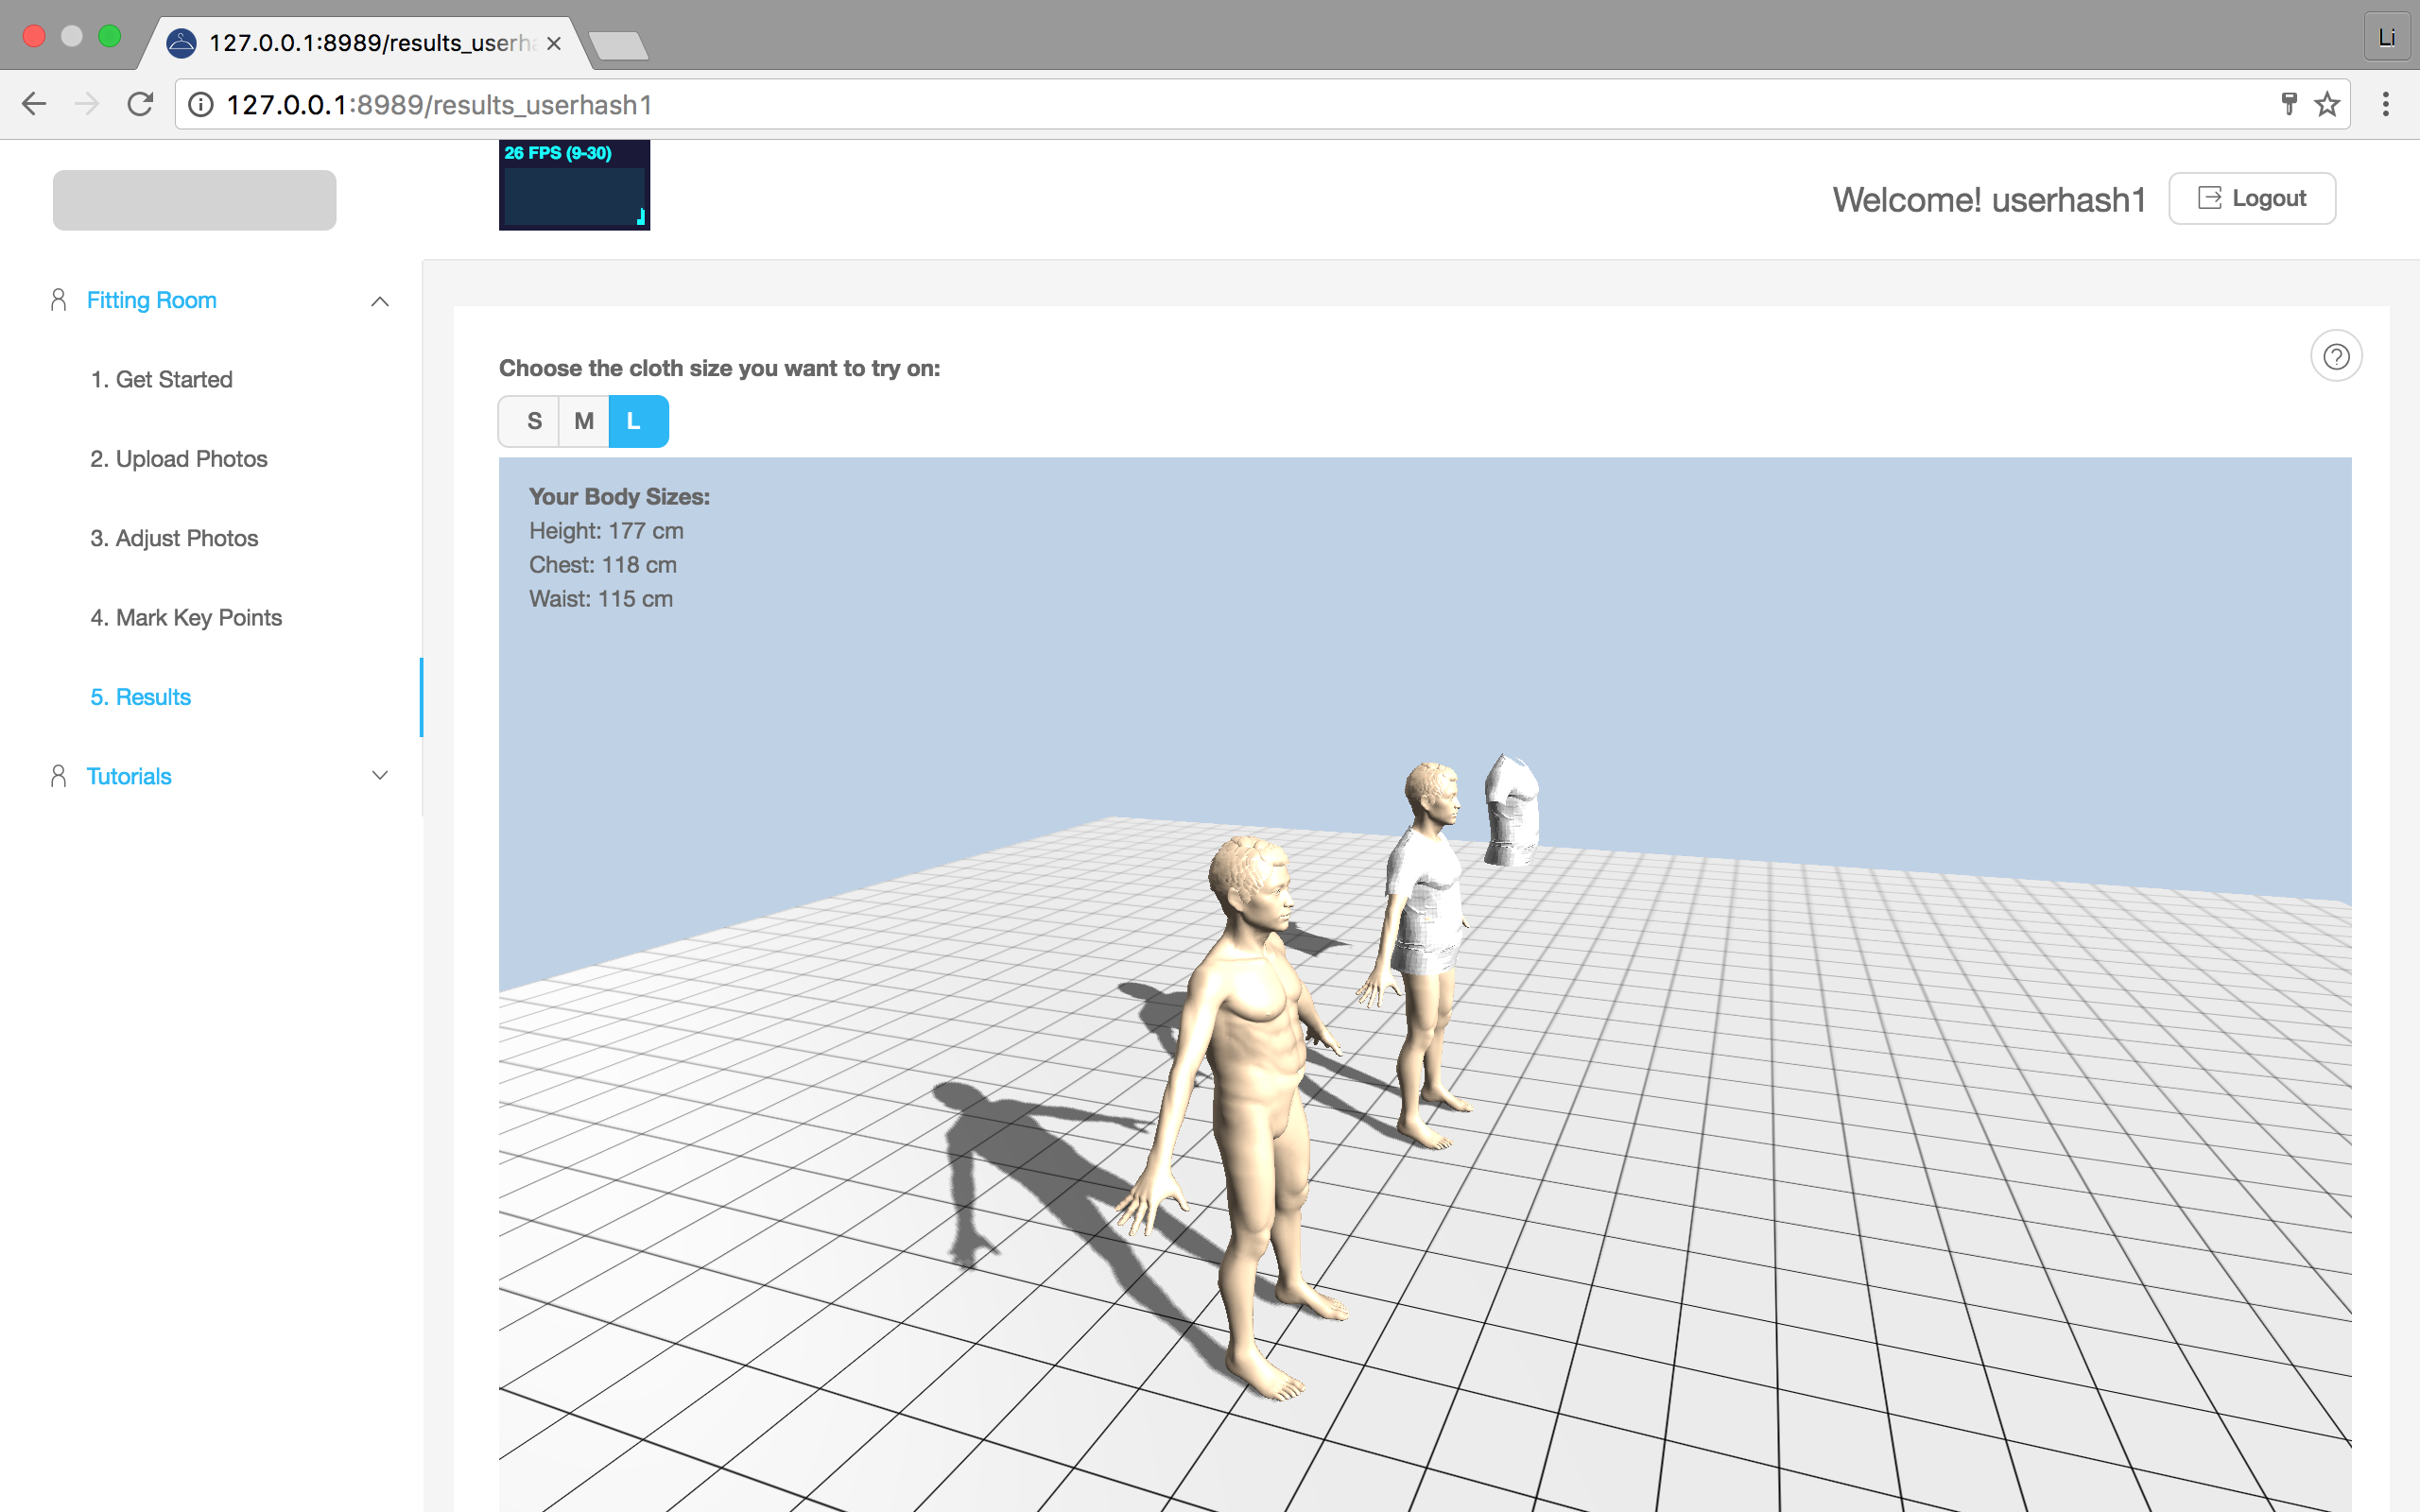 127.0.0.1:8989/results_userh
Li
127.0.0.1:8989/results_userhash1
26 FPS (9-30)
Welcome! userhash1
Logout
Fitting Room
1. Get Started
2. Upload Photos
3. Adjust Photos
4. Mark Key Points
5. Results
Tutorials
Choose the cloth size you want to try on:
S M L
Your Body Sizes:
Height: 177 cm
Chest: 118 cm
Waist: 115 cm